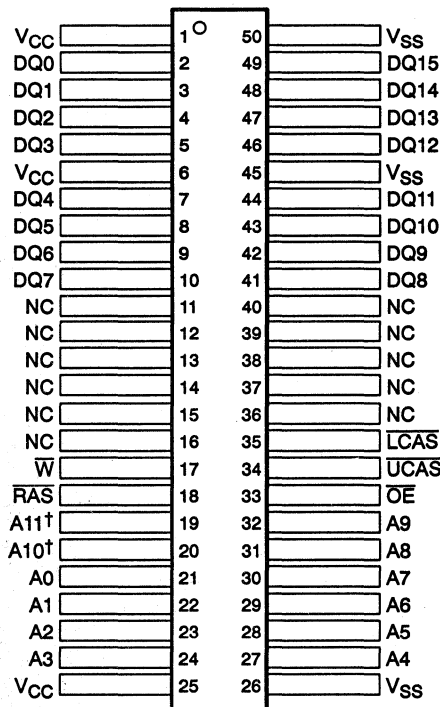 VCC 1 50 VSS
DQ0 2 49 DQ15
DQ1 3 48 DQ14
DQ2 4 47 DQ13
DQ3 5 46 DQ12
VCC 6 45 VSS
DQ4 7 44 DQ11
DQ5 8 43 DQ10
DQ6 9 42 DQ9
DQ7 10 41 DQ8
NC 11 40 NC
NC 12 39 NC
NC 13 38 NC
NC 14 37 NC
NC 15 36 NC
NC 16 35 L̅C̅A̅S̅
W̅ 17 34 U̅C̅A̅S̅
R̅A̅S̅ 18 33 O̅E̅
A11† 19 32 A9
A10† 20 31 A8
A0 21 30 A7
A1 22 29 A6
A2 23 28 A5
A3 24 27 A4
VCC 25 26 VSS